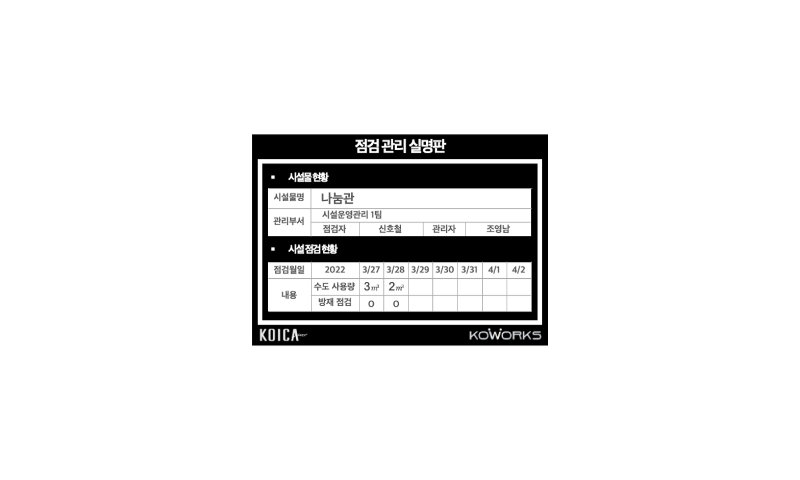 점검 관리 실명판
▪ 시설물 현황
시설물명 나눔관
관리부서 시설운영관리 1팀
점검자 신호철 관리자 조영남
▪ 시설 점검 현황
점검월일 2022 3/27 3/28 3/29 3/30 3/31 4/1 4/2
내용 수도 사용량 3㎥ 2㎥
방재 점검 o o
KOICA KOWORKS